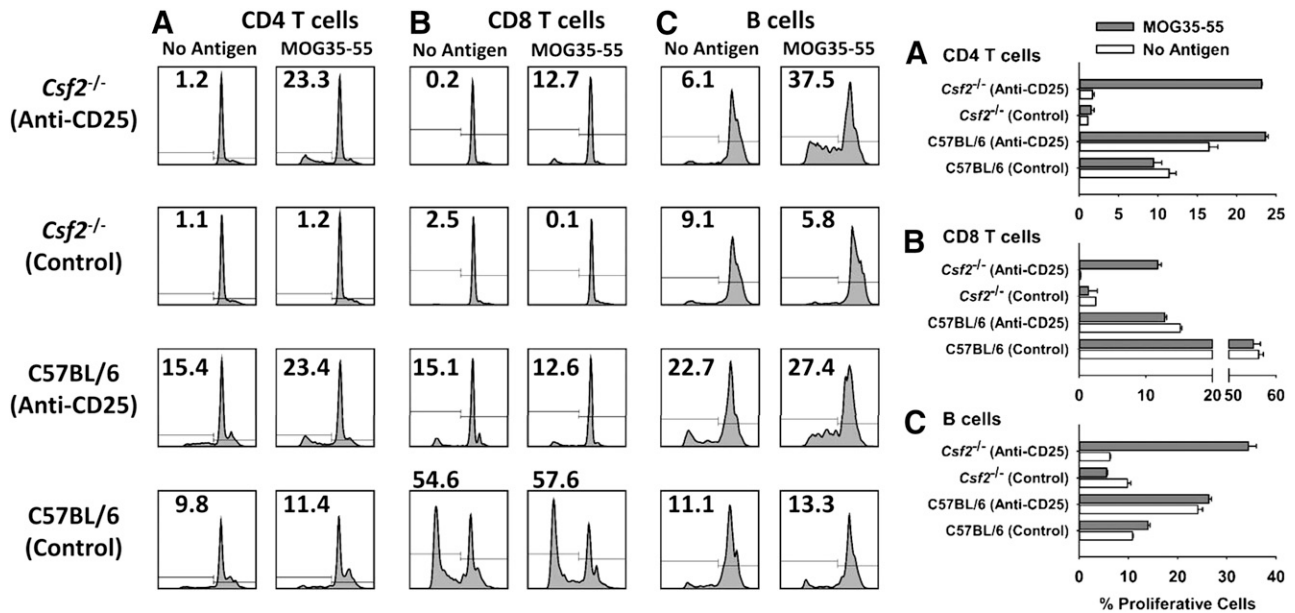 A CD4 T cells B CD8 T cells C B cells
No Antigen MOG35-55 No Antigen MOG35-55 No Antigen MOG35-55
Csf2-/-
(Anti-CD25)
1.2 23.3 0.2 12.7 6.1 37.5
Csf2-/-
(Control)
1.1 1.2 2.5 0.1 9.1 5.8
C57BL/6
(Anti-CD25)
15.4 23.4 15.1 12.6 22.7 27.4
C57BL/6
(Control)
9.8 11.4 54.6 57.6 11.1 13.3
MOG35-55
No Antigen
A CD4 T cells
Csf2-/- (Anti-CD25)
Csf2-/- (Control)
C57BL/6 (Anti-CD25)
C57BL/6 (Control)
0 5 10 15 20 25
B CD8 T cells
Csf2-/- (Anti-CD25)
Csf2-/- (Control)
C57BL/6 (Anti-CD25)
C57BL/6 (Control)
0 10 20 50 60
C B cells
Csf2-/- (Anti-CD25)
Csf2-/- (Control)
C57BL/6 (Anti-CD25)
C57BL/6 (Control)
0 10 20 30 40
% Proliferative Cells